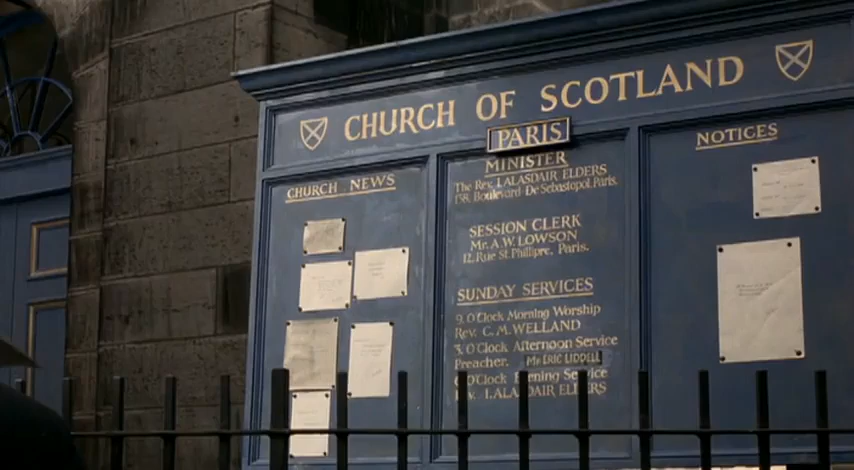 CHURCH OF SCOTLAND
PARIS
CHURCH NEWS
MINISTER
The Rev. I. ALASDAIR ELDERS
158, Boulevard De Sebastopol. Paris.
SESSION CLERK
Mr. A. W. LOWSON
12, Rue St. Phillipre, Paris.
SUNDAY SERVICES
9. O'Clock Morning Worship
Rev. C. M. WELLAND
3. O'Clock Afternoon Service
Preacher. Mr ERIC LIDDELL
O'Clock Evening Service
Rev. I. ALASDAIR ELDERS
NOTICES